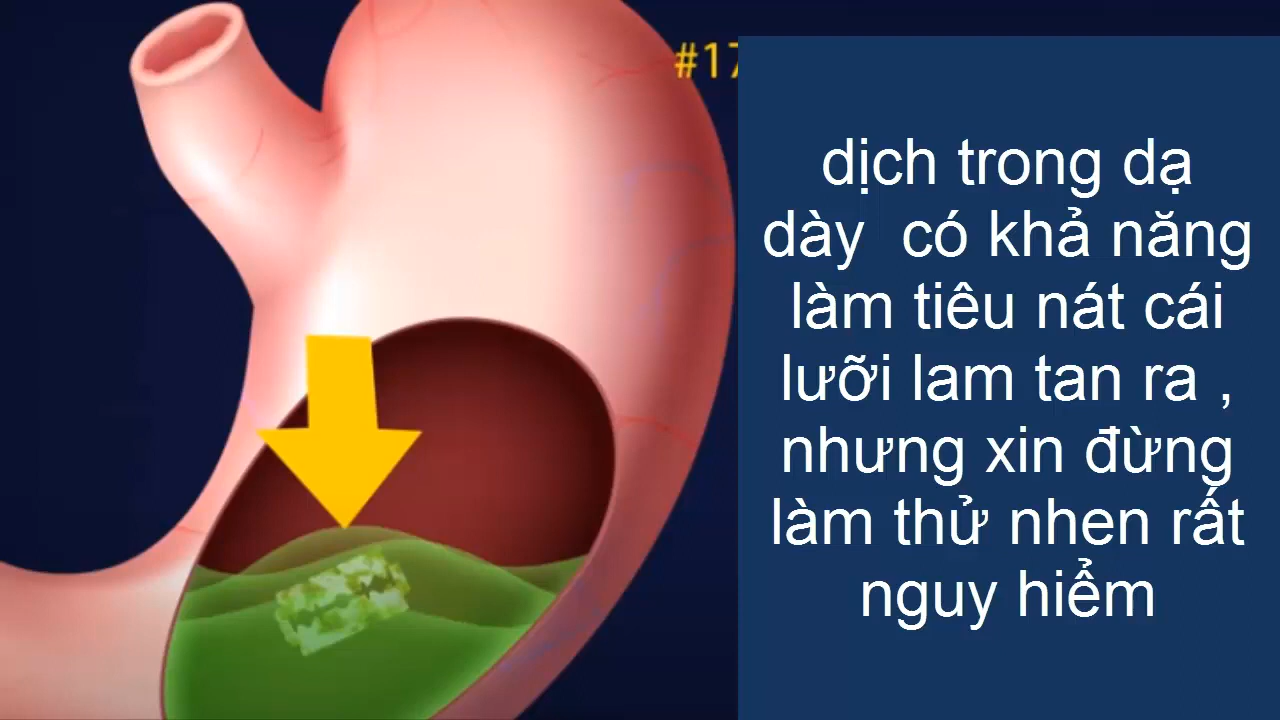 #17
dịch trong dạ
dày có khả năng
làm tiêu nát cái
lưỡi lam tan ra ,
nhưng xin đừng
làm thử nhen rất
nguy hiểm